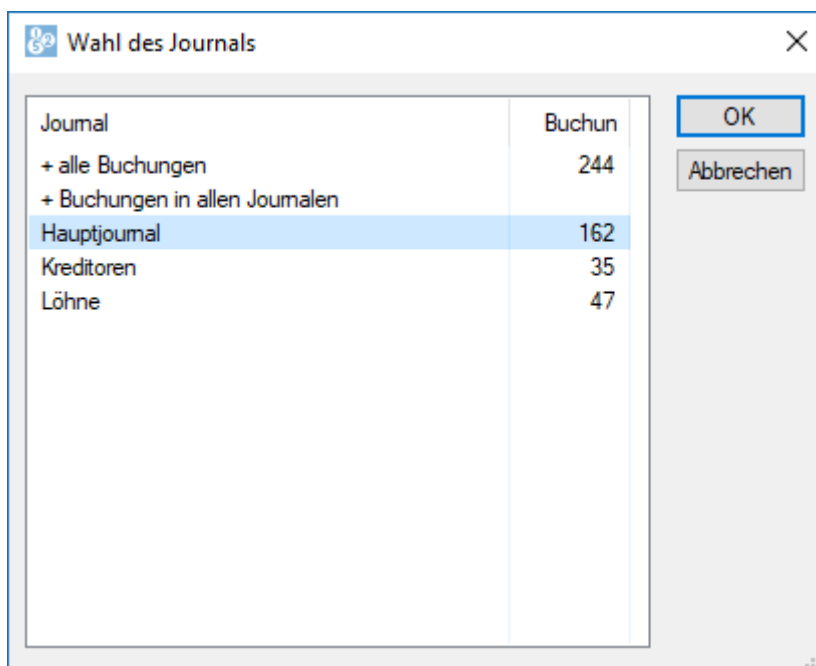 Wahl des Journals
Journal Buchun
+ alle Buchungen 244
+ Buchungen in allen Journalen
Hauptjournal 162
Kreditoren 35
Löhne 47
OK
Abbrechen